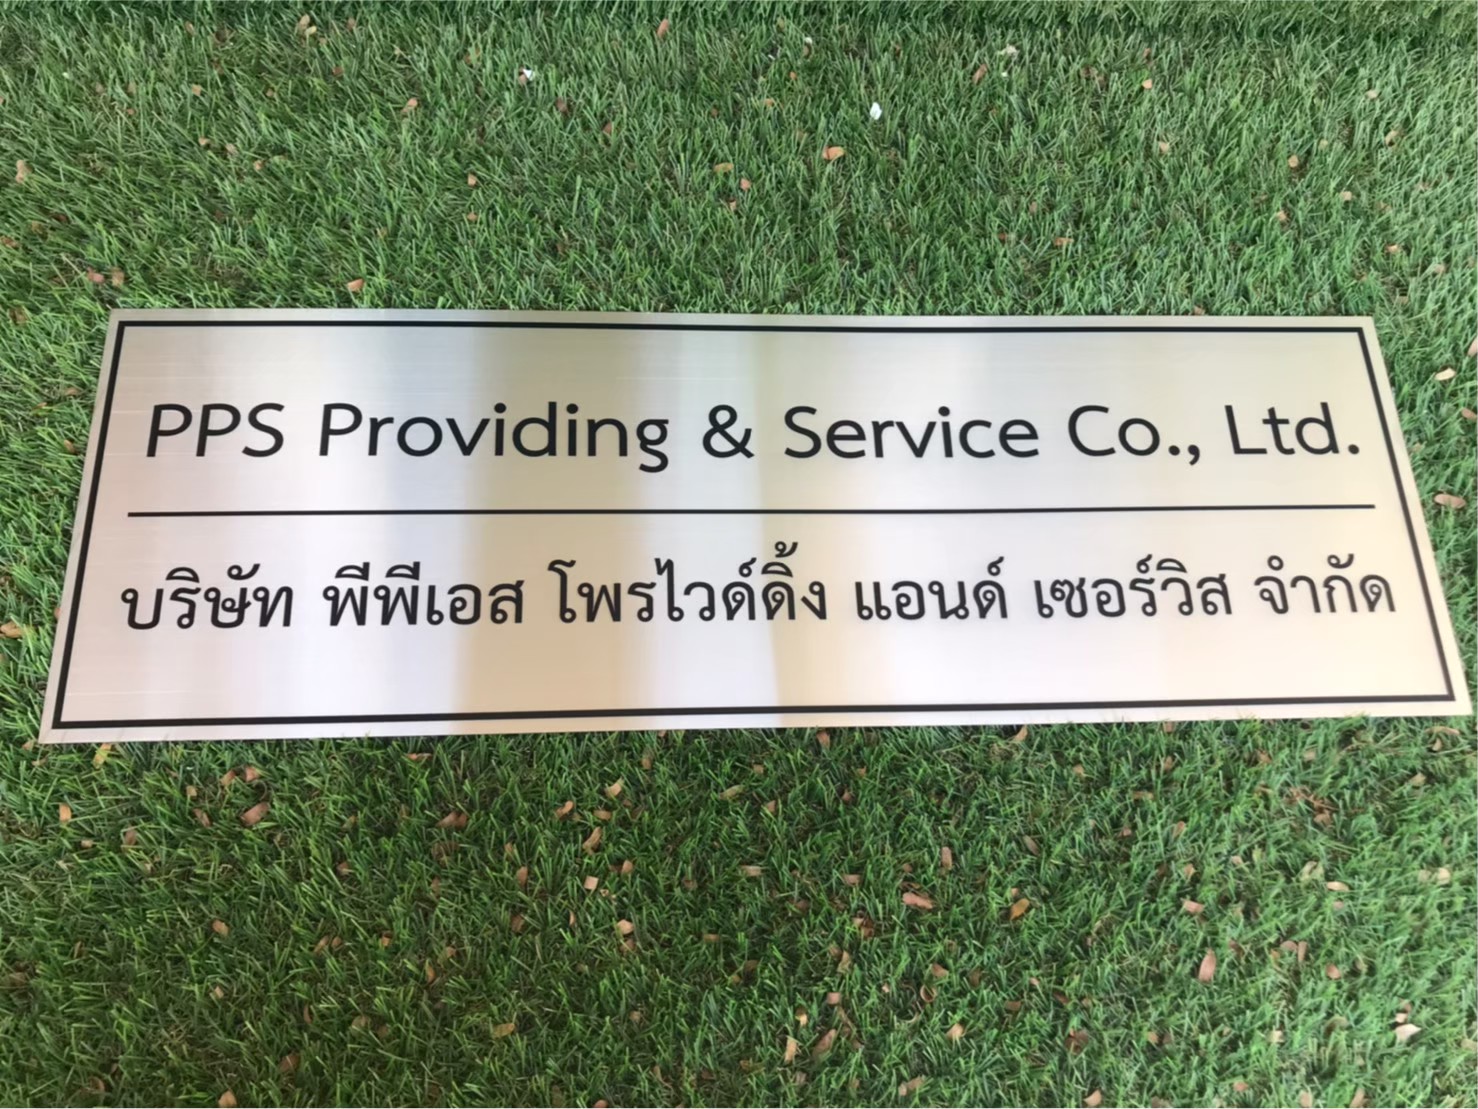 PPS Providing & Service Co., Ltd.
บริษัท พีพีเอส โพรไวด์ดิ้ง แอนด์ เซอร์วิส จำกัด